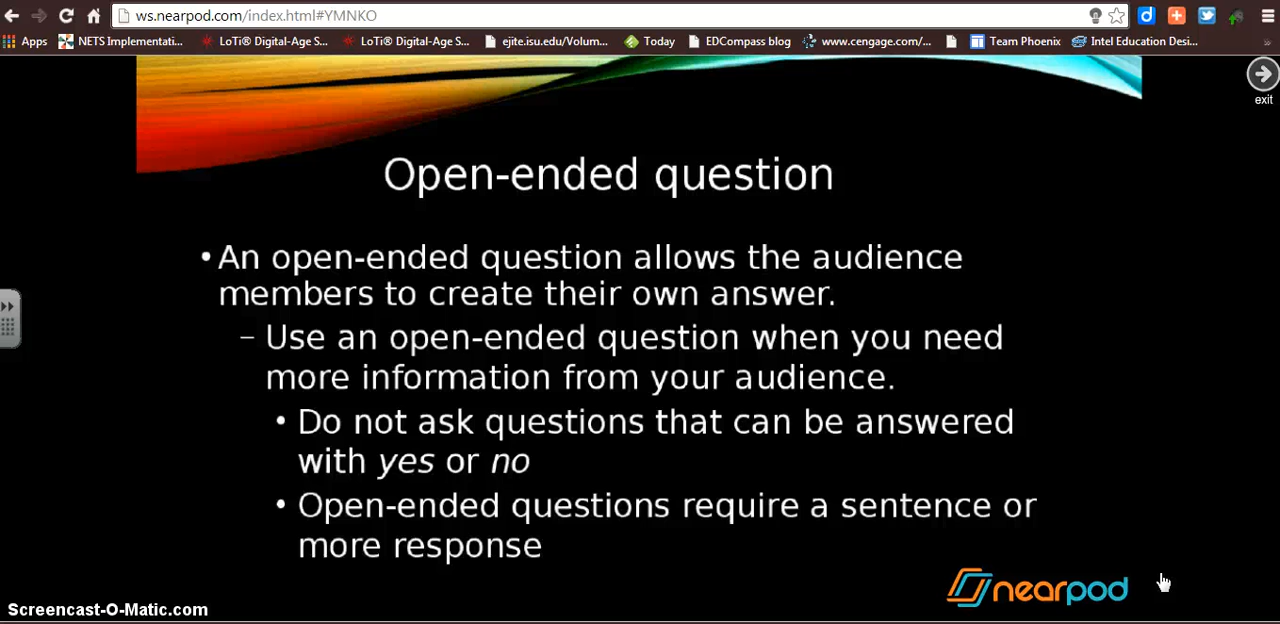 ws.nearpod.com/index.html#YMNKO
Apps NETS Implementati... LoTi® Digital-Age S... LoTi® Digital-Age S... ejite.isu.edu/Volum... Today EDCompass blog www.cengage.com/... Team Phoenix Intel Education Desi...
exit
Open-ended question
•An open-ended question allows the audience
members to create their own answer.
– Use an open-ended question when you need
more information from your audience.
• Do not ask questions that can be answered
with yes or no
• Open-ended questions require a sentence or
more response
nearpod
Screencast-O-Matic.com